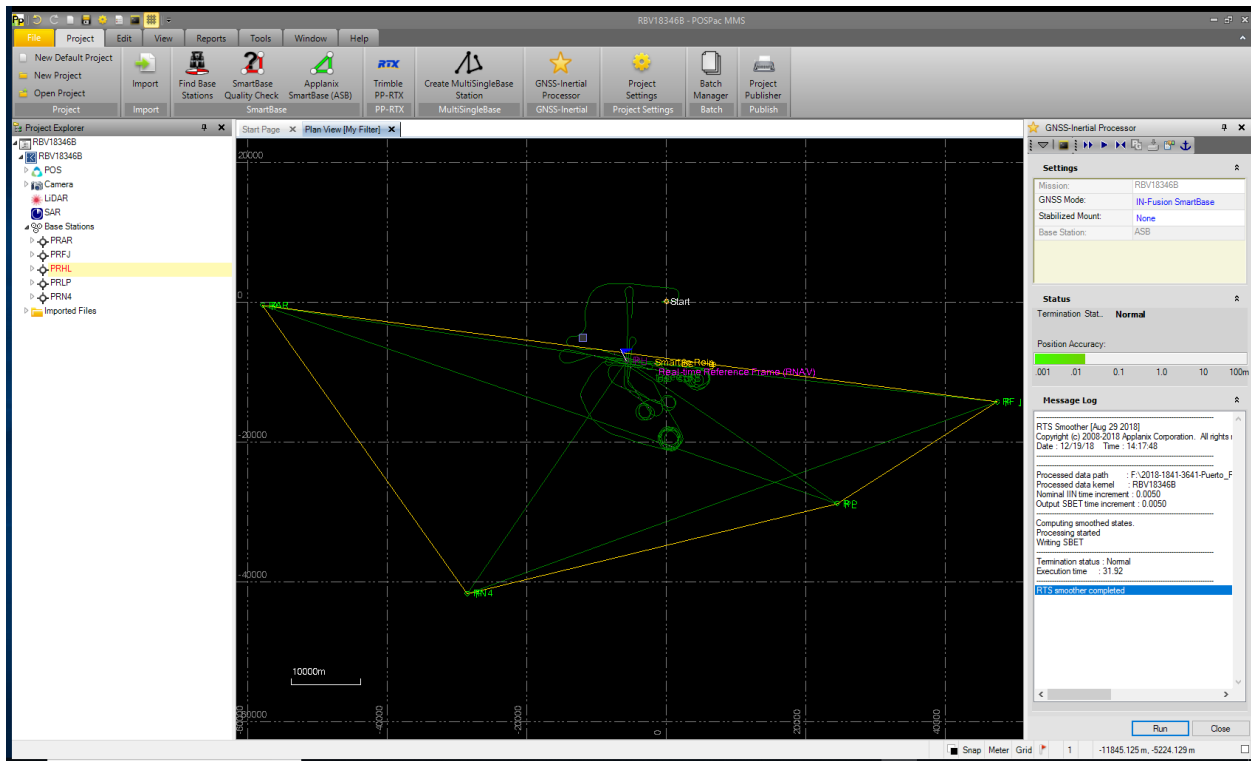 RBV18346B - POSPac MMS
File Project Edit View Reports Tools Window Help
New Default Project
New Project
Open Project
Import
Find Base Stations
SmartBase Quality Check
Applanix SmartBase (ASB)
RTX
Trimble PP-RTX
Create MultiSingleBase Station
GNSS-Inertial Processor
Project Settings
Batch Manager
Project Publisher
Project Import SmartBase PP-RTX MultiSingleBase GNSS-Inertial Project Settings Batch Publish
Project Explorer
RBV18346B
RBV18346B
POS
Camera
LiDAR
SAR
Base Stations
PRAR
PRFJ
PRHL
PRLP
PRN4
Imported Files
Start Page
Plan View [My Filter]
20000
0
Start
Real-time Reference Frame (BNAV)
-20000
-40000
10000m
-60000
-40000
-20000
0
20000
40000
GNSS-Inertial Processor
Settings
Mission: RBV18346B
GNSS Mode: IN-Fusion SmartBase
Stabilized Mount: None
Base Station: ASB
Status
Termination Stat.. Normal
Position Accuracy:
.001 .01 0.1 1.0 10 100m
Message Log
RTS Smoother [Aug 29 2018]
Copyright (c) 2008-2018 Applanix Corporation. All rights
Date : 12/19/18 Time : 14:17:48
Processed data path : F:\2018-1841-3641-Puerto_F
Processed data kernel : RBV18346B
Nominal IIN time increment : 0.0050
Output SBET time increment : 0.0050
Computing smoothed states.
Processing started
Writing SBET
Termination status : Normal
Execution time : 31.92
RTS smoother completed
Run Close
Snap Meter Grid 1 -11845.125 m, -5224.129 m